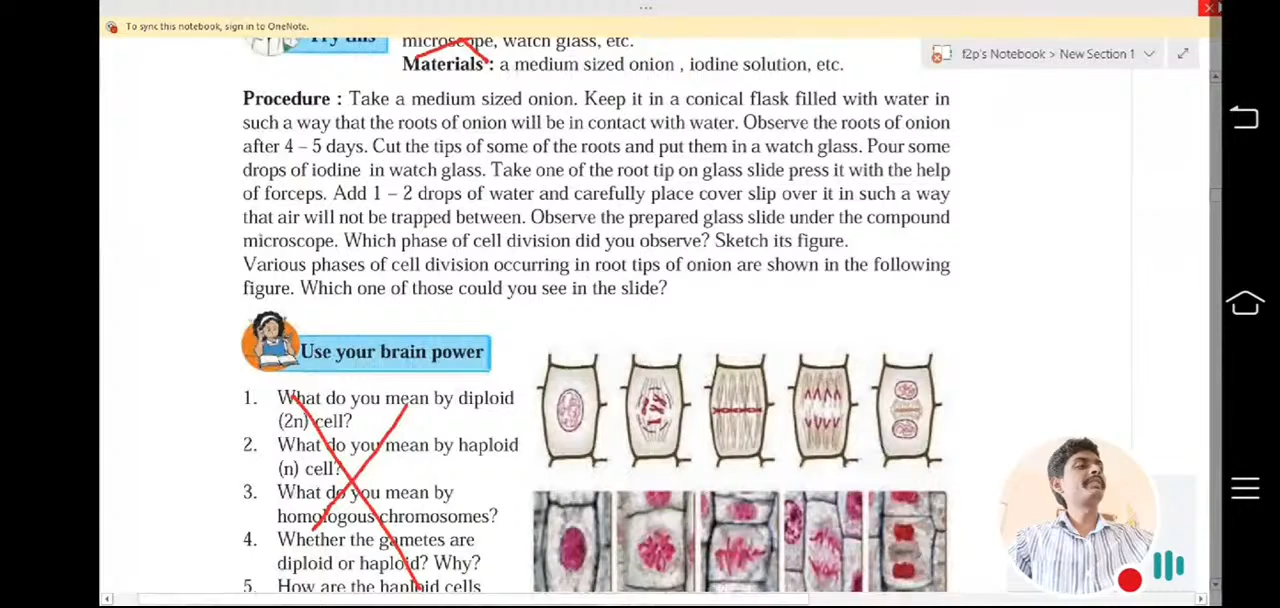 To sync this notebook, sign in to OneNote.
f2p's Notebook > New Section 1
Try this
microscope, watch glass, etc.
Materials : a medium sized onion , iodine solution, etc.
Procedure : Take a medium sized onion. Keep it in a conical flask filled with water in
such a way that the roots of onion will be in contact with water. Observe the roots of onion
after 4 – 5 days. Cut the tips of some of the roots and put them in a watch glass. Pour some
drops of iodine in watch glass. Take one of the root tip on glass slide press it with the help
of forceps. Add 1 – 2 drops of water and carefully place cover slip over it in such a way
that air will not be trapped between. Observe the prepared glass slide under the compound
microscope. Which phase of cell division did you observe? Sketch its figure.
Various phases of cell division occurring in root tips of onion are shown in the following
figure. Which one of those could you see in the slide?
Use your brain power
1. What do you mean by diploid
(2n) cell?
2. What do you mean by haploid
(n) cell?
3. What do you mean by
homologous chromosomes?
4. Whether the gametes are
diploid or haploid? Why?
5. How are the haploid cells